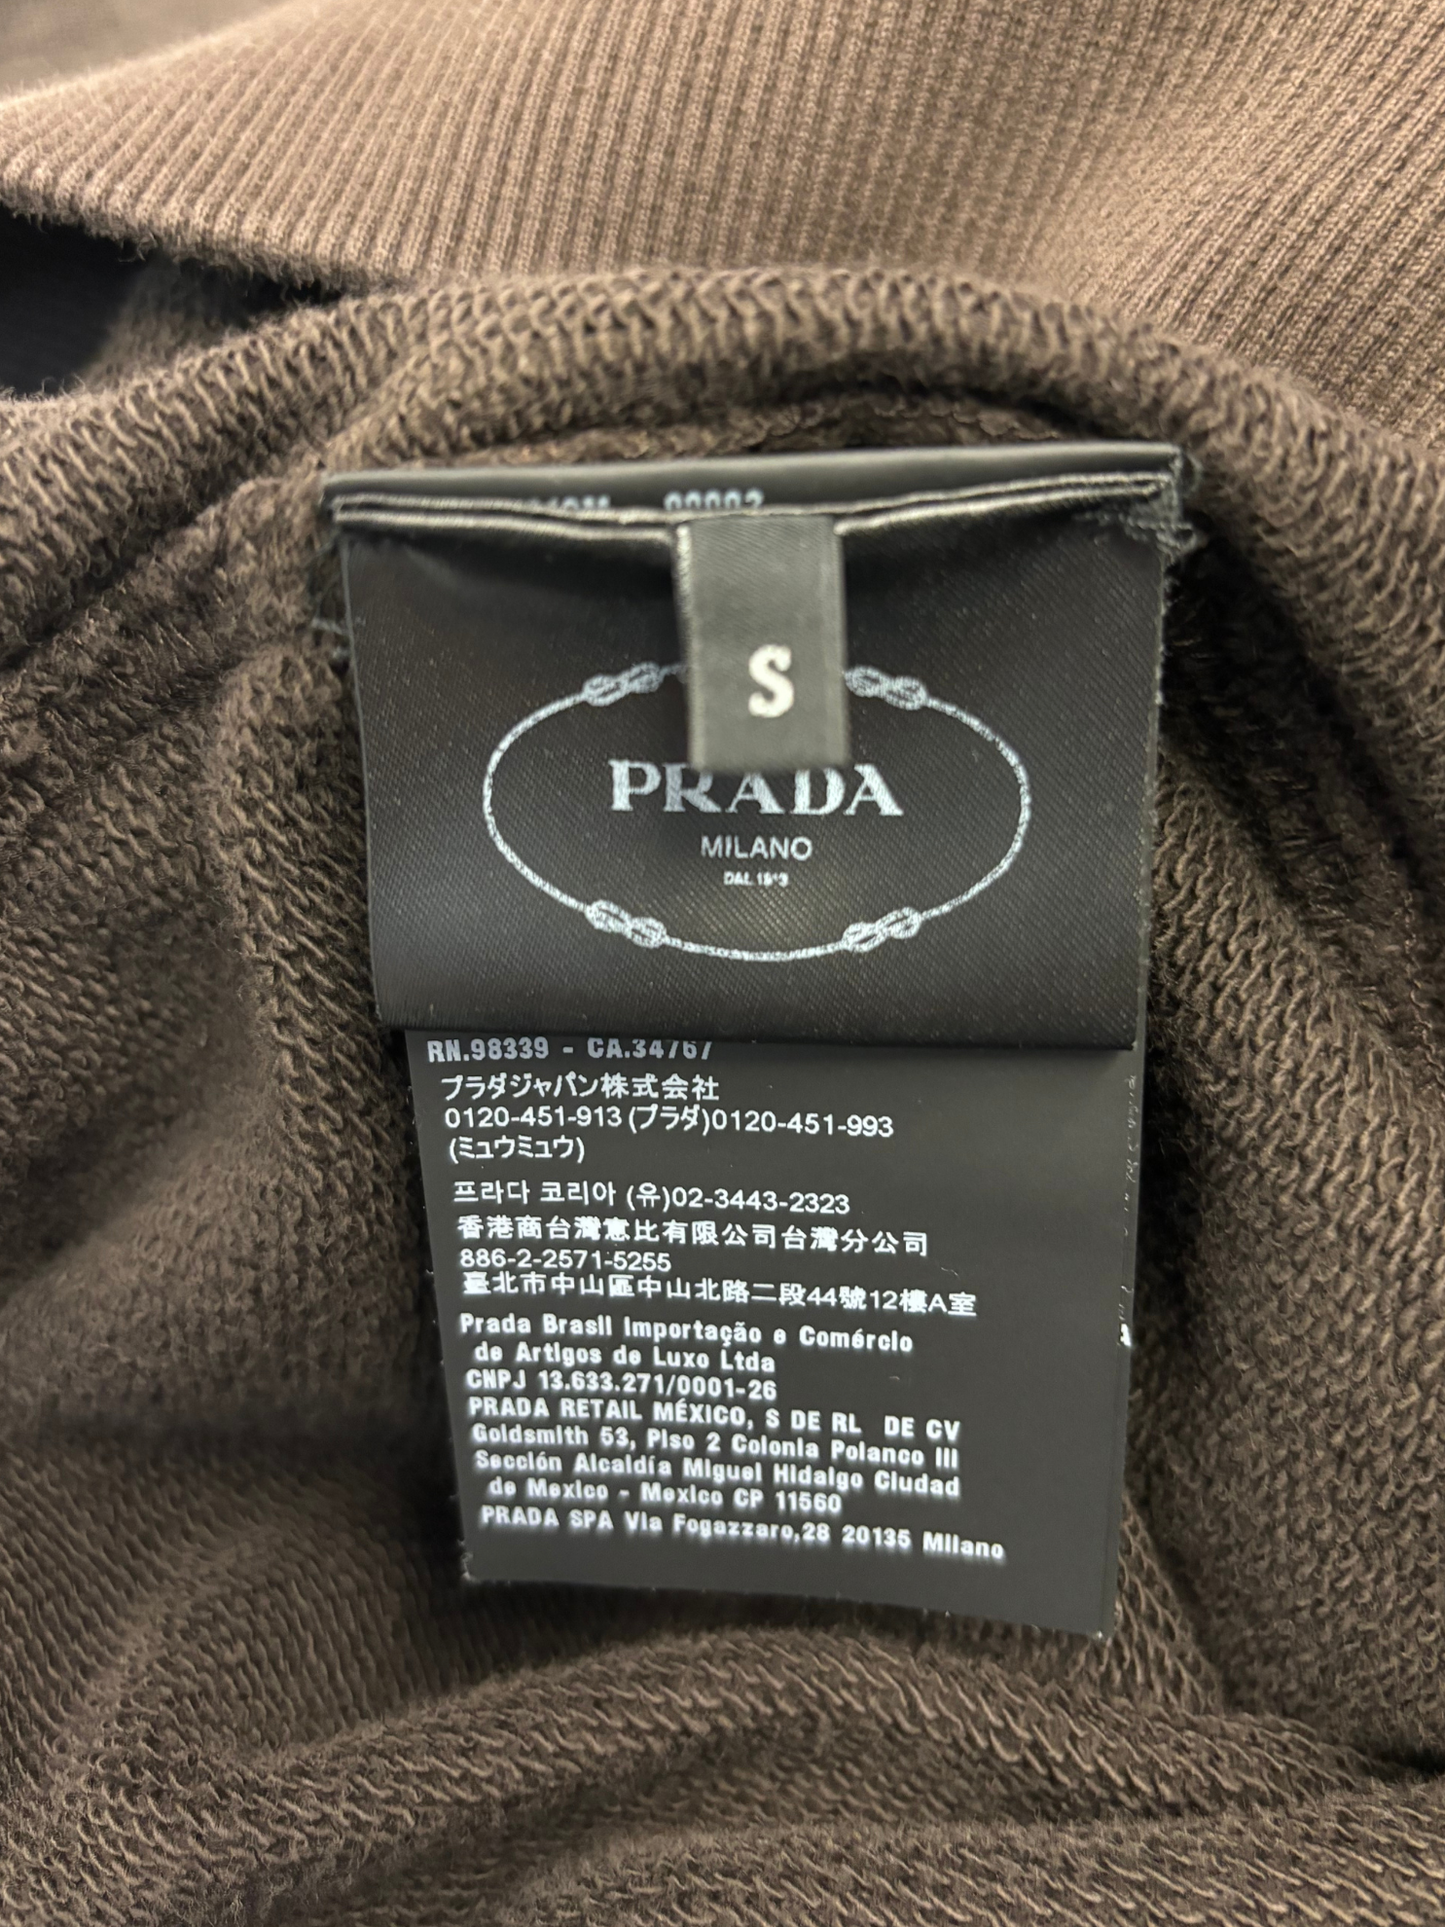 S
PRADA
MILANO
DAL 1913
RN.98339 - CA.34767
プラダジャパン株式会社
0120-451-913(プラダ)0120-451-993
(ミュウミュウ)
프라다 코리아 (유)02-3443-2323
香港商台灣惠比有限公司台灣分公司
886-2-2571-5255
臺北市中山區中山北路二段44號12樓A室
Prada Brasil Importação e Comércio
de Artigos de Luxo Ltda
CNPJ 13.633.271/0001-26
PRADA RETAIL MÉXICO, S DE RL DE CV
Goldsmith 53, Piso 2 Colonia Polanco III
Sección Alcaldía Miguel Hidalgo Ciudad
de Mexico - Mexico CP 11560
PRADA SPA Via Fogazzaro,28 20135 Milano